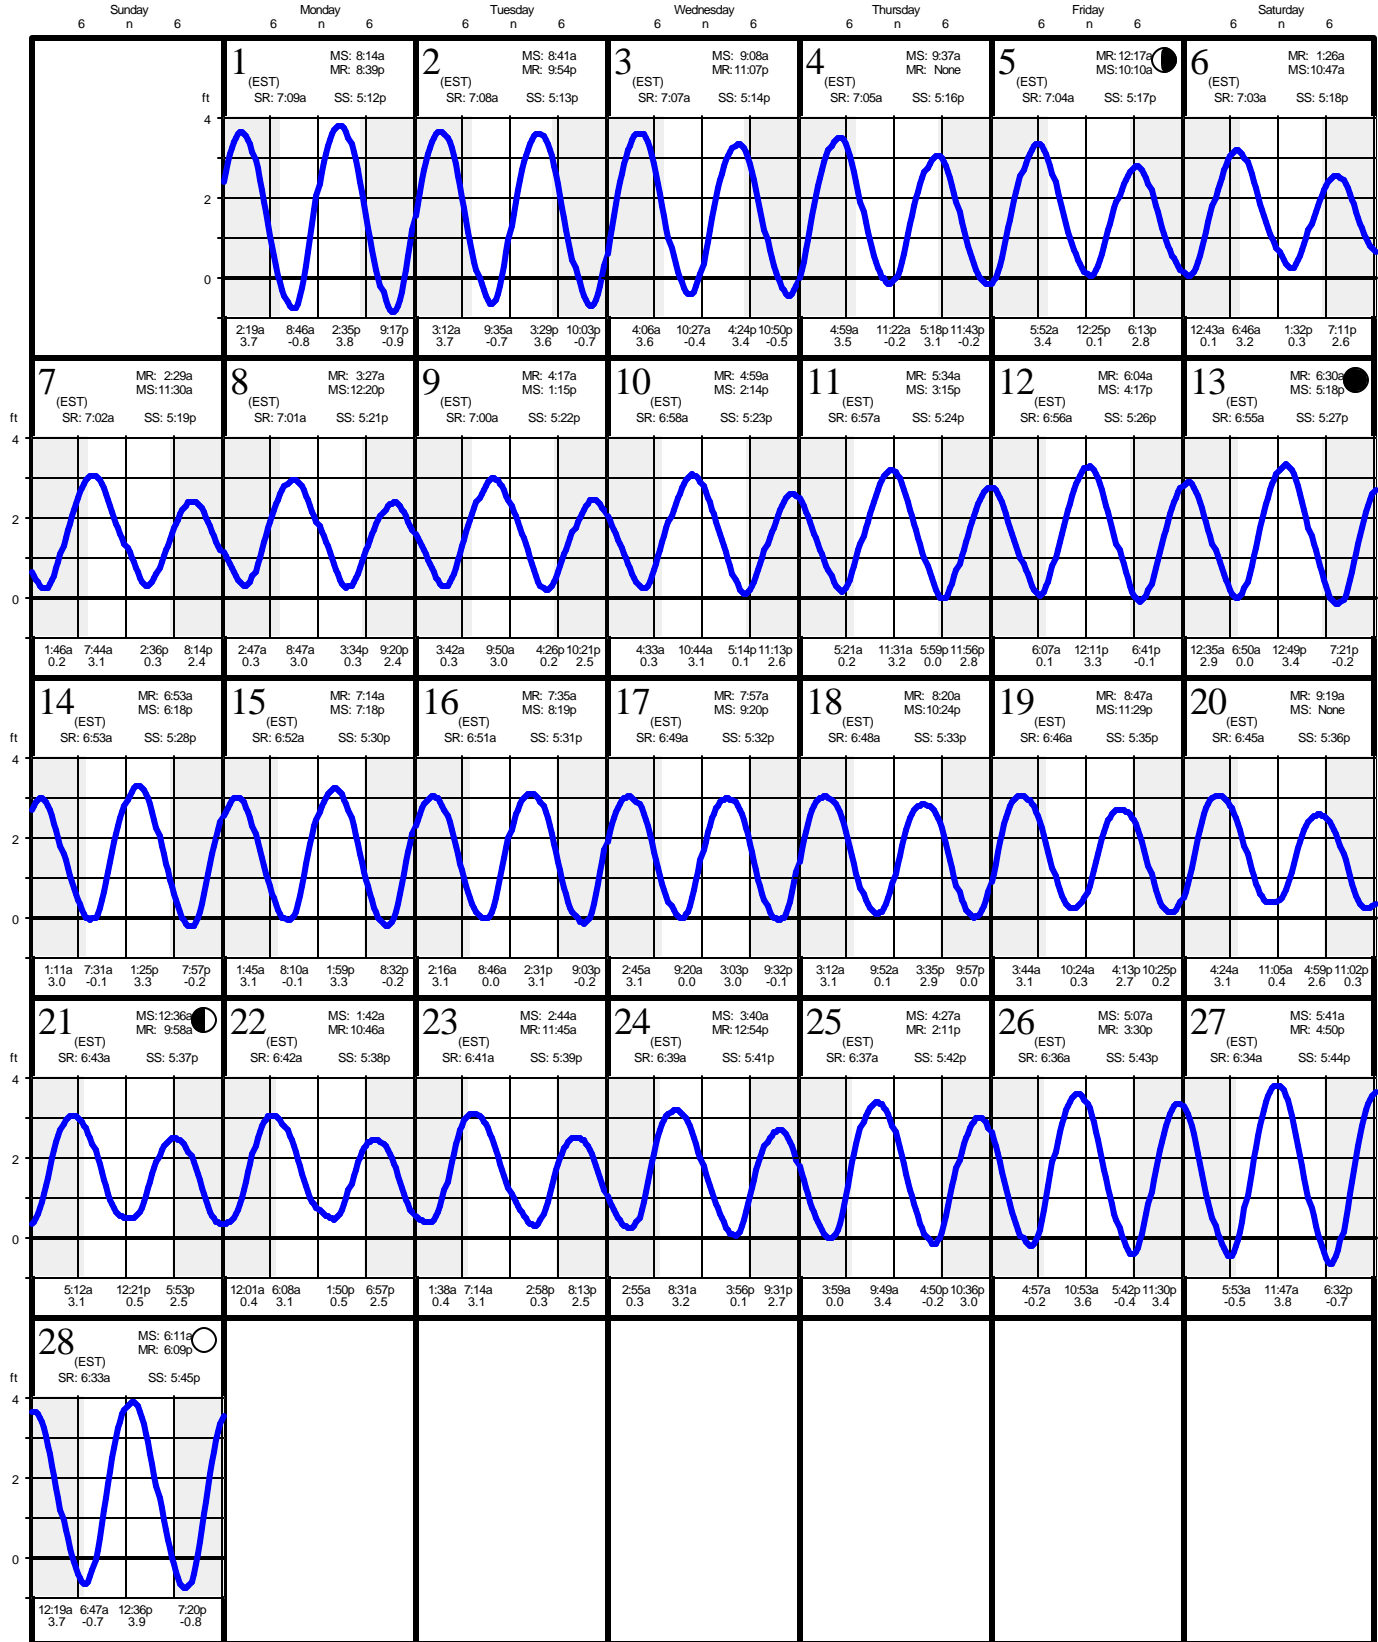 Sunday Monday Tuesday Wednesday Thursday Friday Saturday
6 n 6 6 n 6 6 n 6 6 n 6 6 n 6 6 n 6 6 n 6
1 MS: 8:14a
MR: 8:39p
(EST)
SR: 7:09a SS: 5:12p
2 MS: 8:41a
MR: 9:54p
(EST)
SR: 7:08a SS: 5:13p
3 MS: 9:08a
MR: 11:07p
(EST)
SR: 7:07a SS: 5:14p
4 MS: 9:37a
MR: None
(EST)
SR: 7:05a SS: 5:16p
5 MR: 12:17a
MS: 10:10a
(EST)
SR: 7:04a SS: 5:17p
6 MR: 1:26a
MS: 10:47a
(EST)
SR: 7:03a SS: 5:18p
ft
4
2
0
2:19a 8:46a 2:35p 9:17p
3.7 -0.8 3.8 -0.9
3:12a 9:35a 3:29p 10:03p
3.7 -0.7 3.6 -0.7
4:06a 10:27a 4:24p 10:50p
3.6 -0.4 3.4 -0.5
4:59a 11:22a 5:18p 11:43p
3.5 -0.2 3.1 -0.2
5:52a 12:25p 6:13p
3.4 0.1 2.8
12:43a 6:46a 1:32p 7:11p
0.1 3.2 0.3 2.6
7 MR: 2:29a
MS: 11:30a
(EST)
SR: 7:02a SS: 5:19p
8 MR: 3:27a
MS: 12:20p
(EST)
SR: 7:01a SS: 5:21p
9 MR: 4:17a
MS: 1:15p
(EST)
SR: 7:00a SS: 5:22p
10 MR: 4:59a
MS: 2:14p
(EST)
SR: 6:58a SS: 5:23p
11 MR: 5:34a
MS: 3:15p
(EST)
SR: 6:57a SS: 5:24p
12 MR: 6:04a
MS: 4:17p
(EST)
SR: 6:56a SS: 5:26p
13 MR: 6:30a
MS: 5:18p
(EST)
SR: 6:55a SS: 5:27p
ft
4
2
0
1:46a 7:44a 2:36p 8:14p
0.2 3.1 0.3 2.4
2:47a 8:47a 3:34p 9:20p
0.3 3.0 0.3 2.4
3:42a 9:50a 4:26p 10:21p
0.3 3.0 0.2 2.5
4:33a 10:44a 5:14p 11:13p
0.3 3.1 0.1 2.6
5:21a 11:31a 5:59p 11:56p
0.2 3.2 0.0 2.8
6:07a 12:11p 6:41p
0.1 3.3 -0.1
12:35a 6:50a 12:49p 7:21p
2.9 0.0 3.4 -0.2
14 MR: 6:53a
MS: 6:18p
(EST)
SR: 6:53a SS: 5:28p
15 MR: 7:14a
MS: 7:18p
(EST)
SR: 6:52a SS: 5:30p
16 MR: 7:35a
MS: 8:19p
(EST)
SR: 6:51a SS: 5:31p
17 MR: 7:57a
MS: 9:20p
(EST)
SR: 6:49a SS: 5:32p
18 MR: 8:20a
MS: 10:24p
(EST)
SR: 6:48a SS: 5:33p
19 MR: 8:47a
MS: 11:29p
(EST)
SR: 6:46a SS: 5:35p
20 MR: 9:19a
MS: None
(EST)
SR: 6:45a SS: 5:36p
ft
4
2
0
1:11a 7:31a 1:25p 7:57p
3.0 -0.1 3.3 -0.2
1:45a 8:10a 1:59p 8:32p
3.1 -0.1 3.3 -0.2
2:16a 8:46a 2:31p 9:03p
3.1 0.0 3.1 -0.2
2:45a 9:20a 3:03p 9:32p
3.1 0.0 3.0 -0.1
3:12a 9:52a 3:35p 9:57p
3.1 0.1 2.9 0.0
3:44a 10:24a 4:13p 10:25p
3.1 0.3 2.7 0.2
4:24a 11:05a 4:59p 11:02p
3.1 0.4 2.6 0.3
21 MS: 12:36a
MR: 9:58a
(EST)
SR: 6:43a SS: 5:37p
22 MS: 1:42a
MR: 10:46a
(EST)
SR: 6:42a SS: 5:38p
23 MS: 2:44a
MR: 11:45a
(EST)
SR: 6:41a SS: 5:39p
24 MS: 3:40a
MR: 12:54p
(EST)
SR: 6:39a SS: 5:41p
25 MS: 4:27a
MR: 2:11p
(EST)
SR: 6:37a SS: 5:42p
26 MS: 5:07a
MR: 3:30p
(EST)
SR: 6:36a SS: 5:43p
27 MS: 5:41a
MR: 4:50p
(EST)
SR: 6:34a SS: 5:44p
ft
4
2
0
5:12a 12:21p 5:53p
3.1 0.5 2.5
12:01a 6:08a 1:50p 6:57p
0.4 3.1 0.5 2.5
1:38a 7:14a 2:58p 8:13p
0.4 3.1 0.3 2.5
2:55a 8:31a 3:56p 9:31p
0.3 3.2 0.1 2.7
3:59a 9:49a 4:50p 10:36p
0.0 3.4 -0.2 3.0
4:57a 10:53a 5:42p 11:30p
-0.2 3.6 -0.4 3.4
5:53a 11:47a 6:32p
-0.5 3.8 -0.7
28 MS: 6:11a
MR: 6:09p
(EST)
SR: 6:33a SS: 5:45p
ft
4
2
0
12:19a 6:47a 12:36p 7:20p
3.7 -0.7 3.9 -0.8